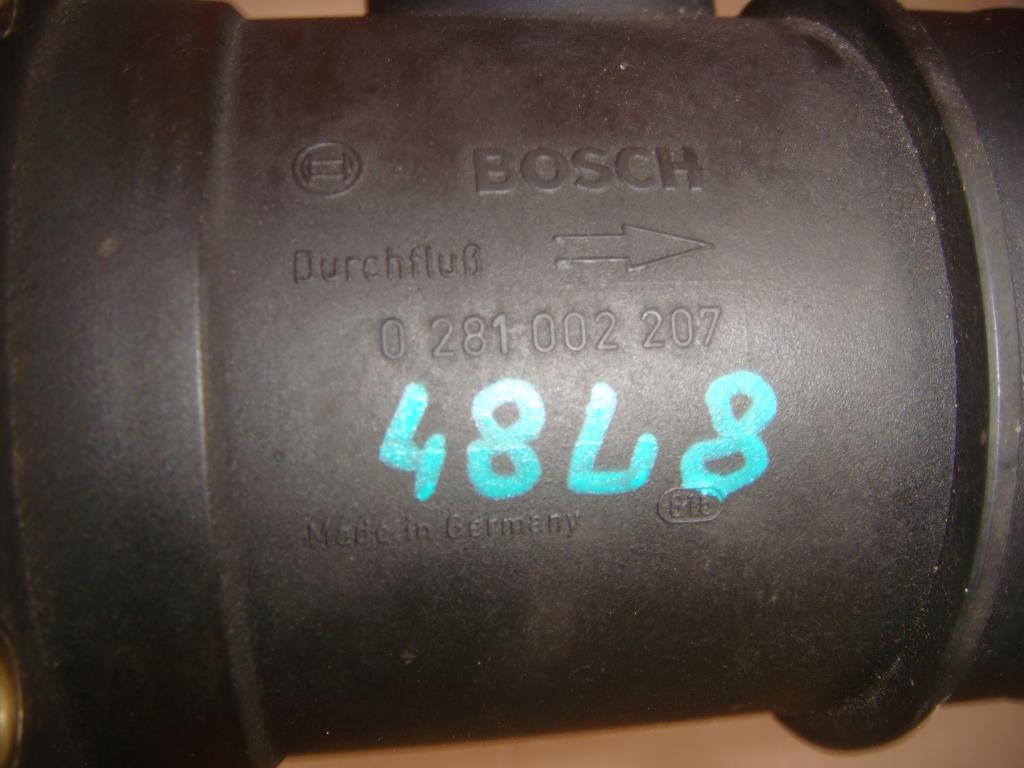 BOSCH
Durchfluß
0 281 002 207
48L8
Made in Germany